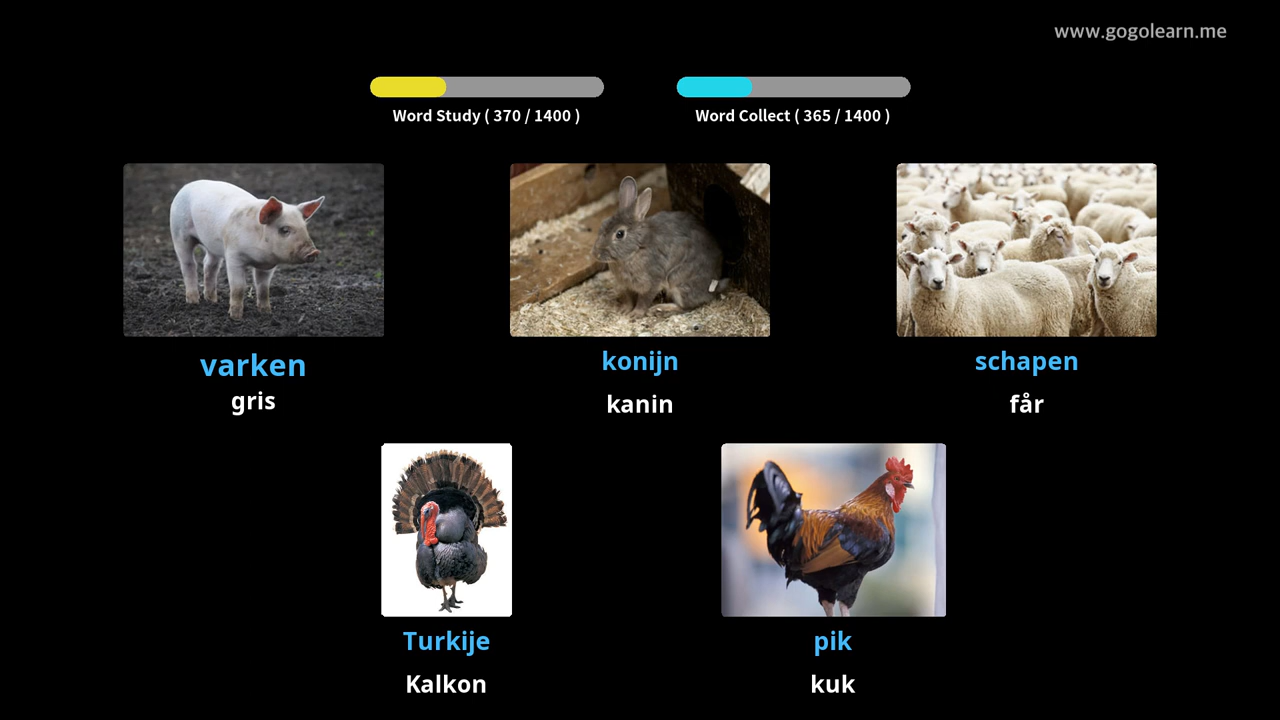 www.gogolearn.me
Word Study ( 370 / 1400 )
Word Collect ( 365 / 1400 )
varken
gris
konijn
kanin
schapen
får
Turkije
Kalkon
pik
kuk